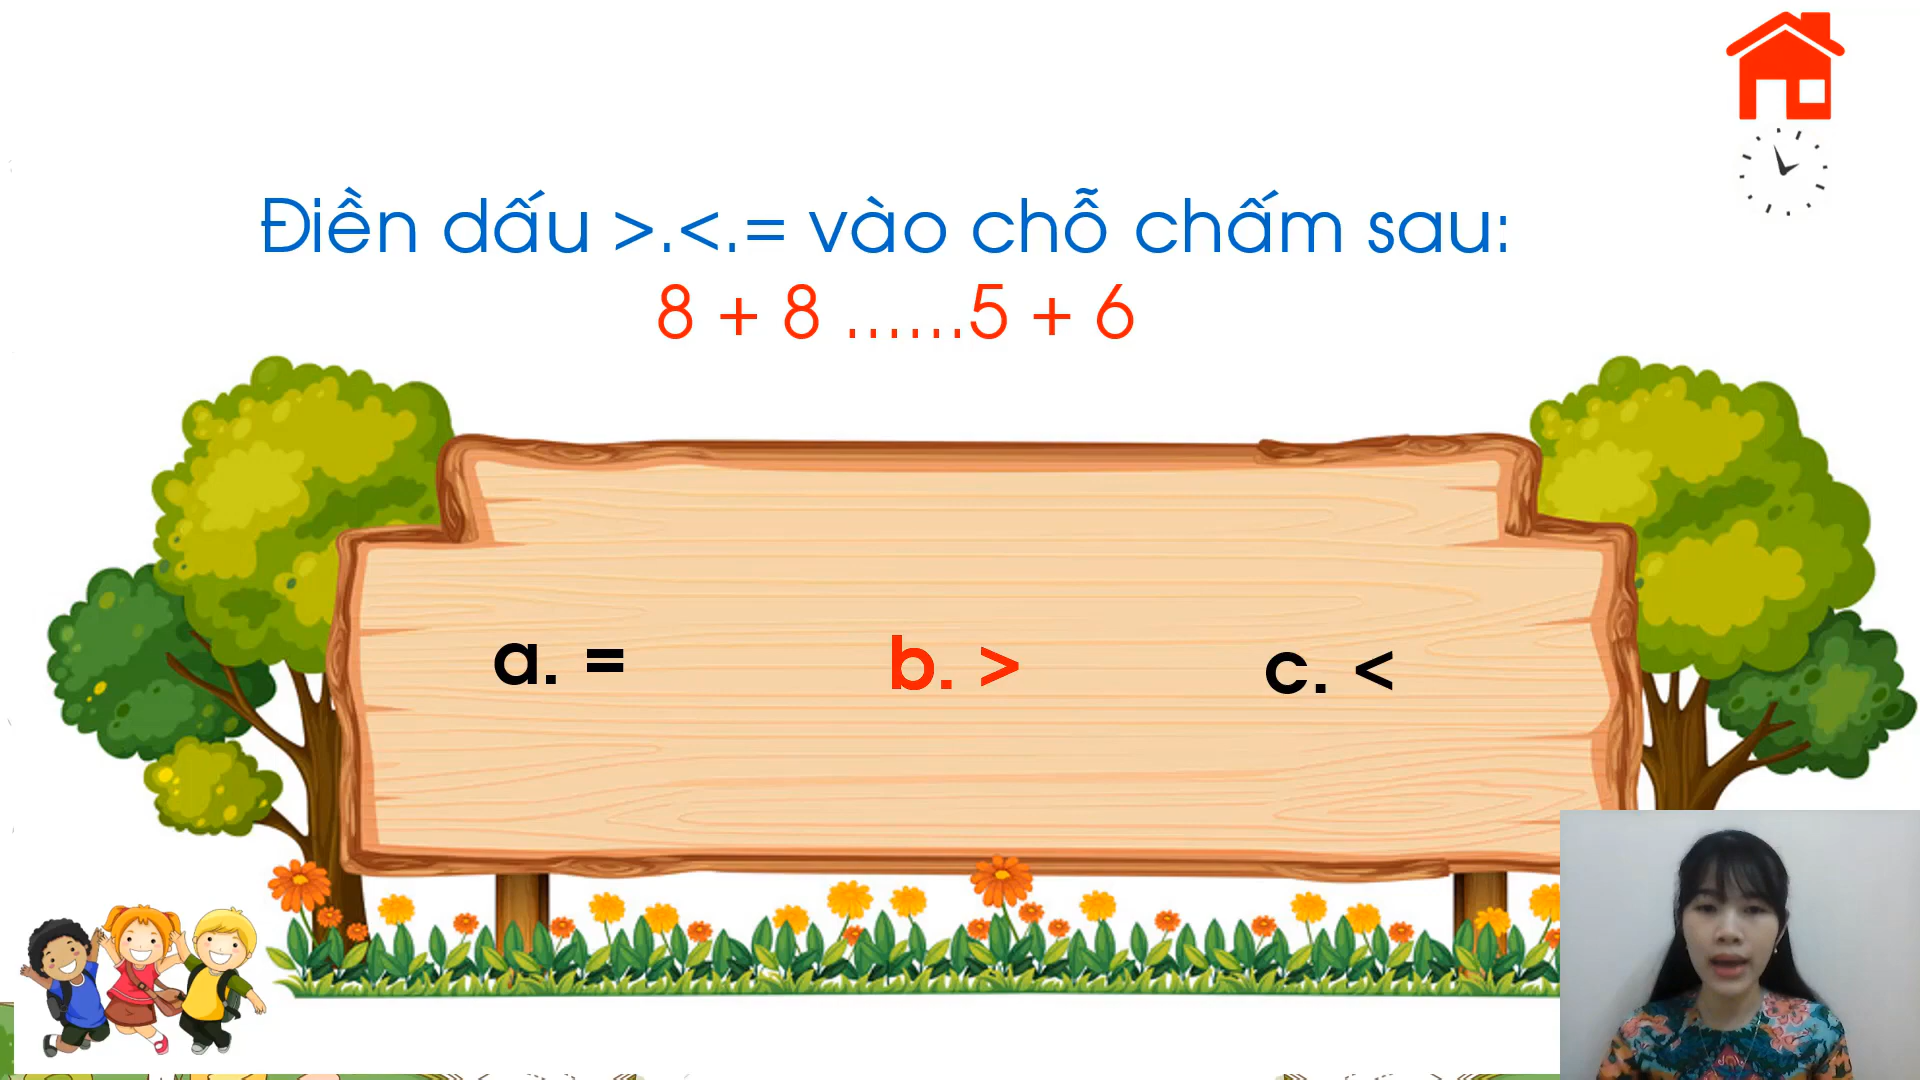 Điền dấu >.<.= vào chỗ chấm sau:
8 + 8 ......5 + 6
a. = b. > c. <